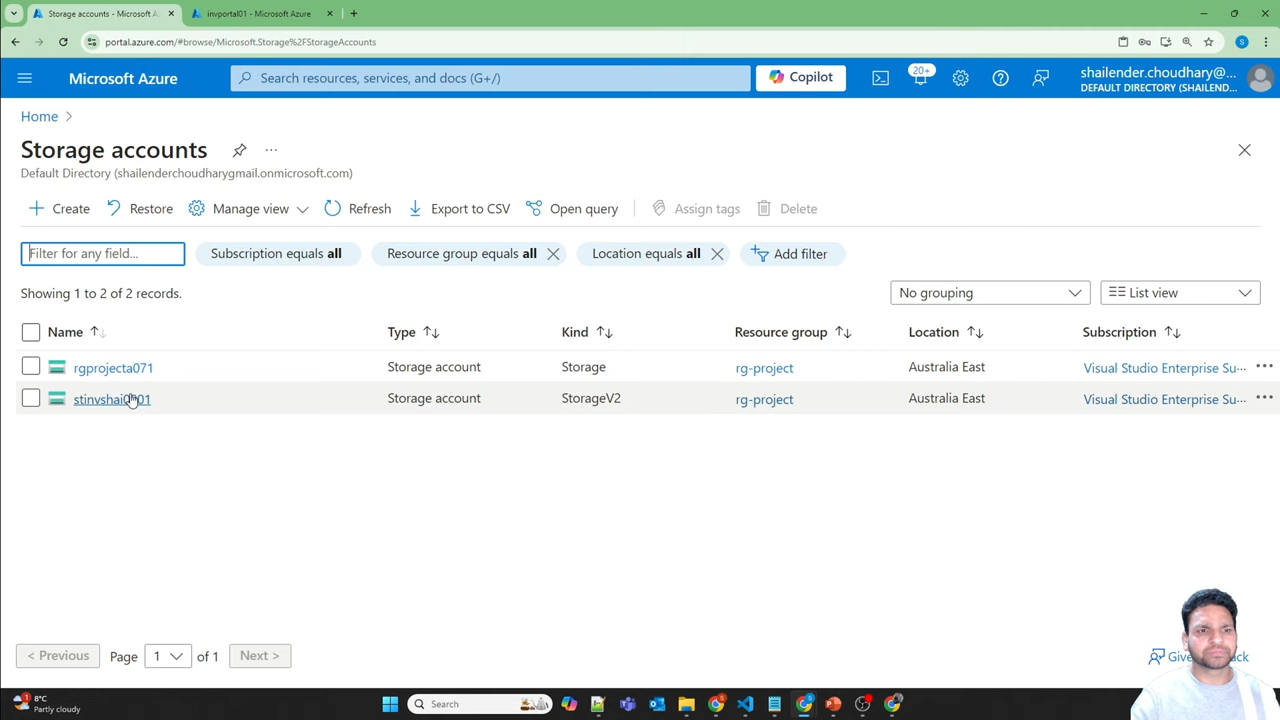 Storage accounts - Microsoft A
invportal01 - Microsoft Azure
portal.azure.com/#browse/Microsoft.Storage%2FStorageAccounts
S
Microsoft Azure
Search resources, services, and docs (G+/)
Copilot
20+
shailender.choudhary@...
DEFAULT DIRECTORY (SHAILEND...
Home
Storage accounts
Default Directory (shailenderchoudharygmail.onmicrosoft.com)
Create Restore Manage view Refresh Export to CSV Open query Assign tags Delete
Filter for any field... Subscription equals all Resource group equals all Location equals all Add filter
Showing 1 to 2 of 2 records.
No grouping List view
Name Type Kind Resource group Location Subscription
rgprojecta071 Storage account Storage rg-project Australia East Visual Studio Enterprise Su...
Storage account StorageV2 rg-project Australia East Visual Studio Enterprise Su...
< Previous Page 1 of 1 Next >
8°C
Partly cloudy
Search